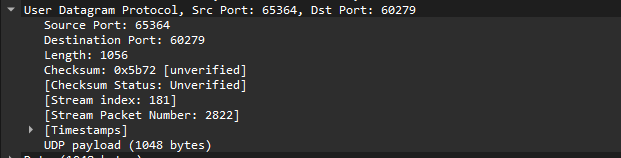 User Datagram Protocol, Src Port: 65364, Dst Port: 60279
Source Port: 65364
Destination Port: 60279
Length: 1056
Checksum: 0x5b72 [unverified]
[Checksum Status: Unverified]
[Stream index: 181]
[Stream Packet Number: 2822]
[Timestamps]
UDP payload (1048 bytes)